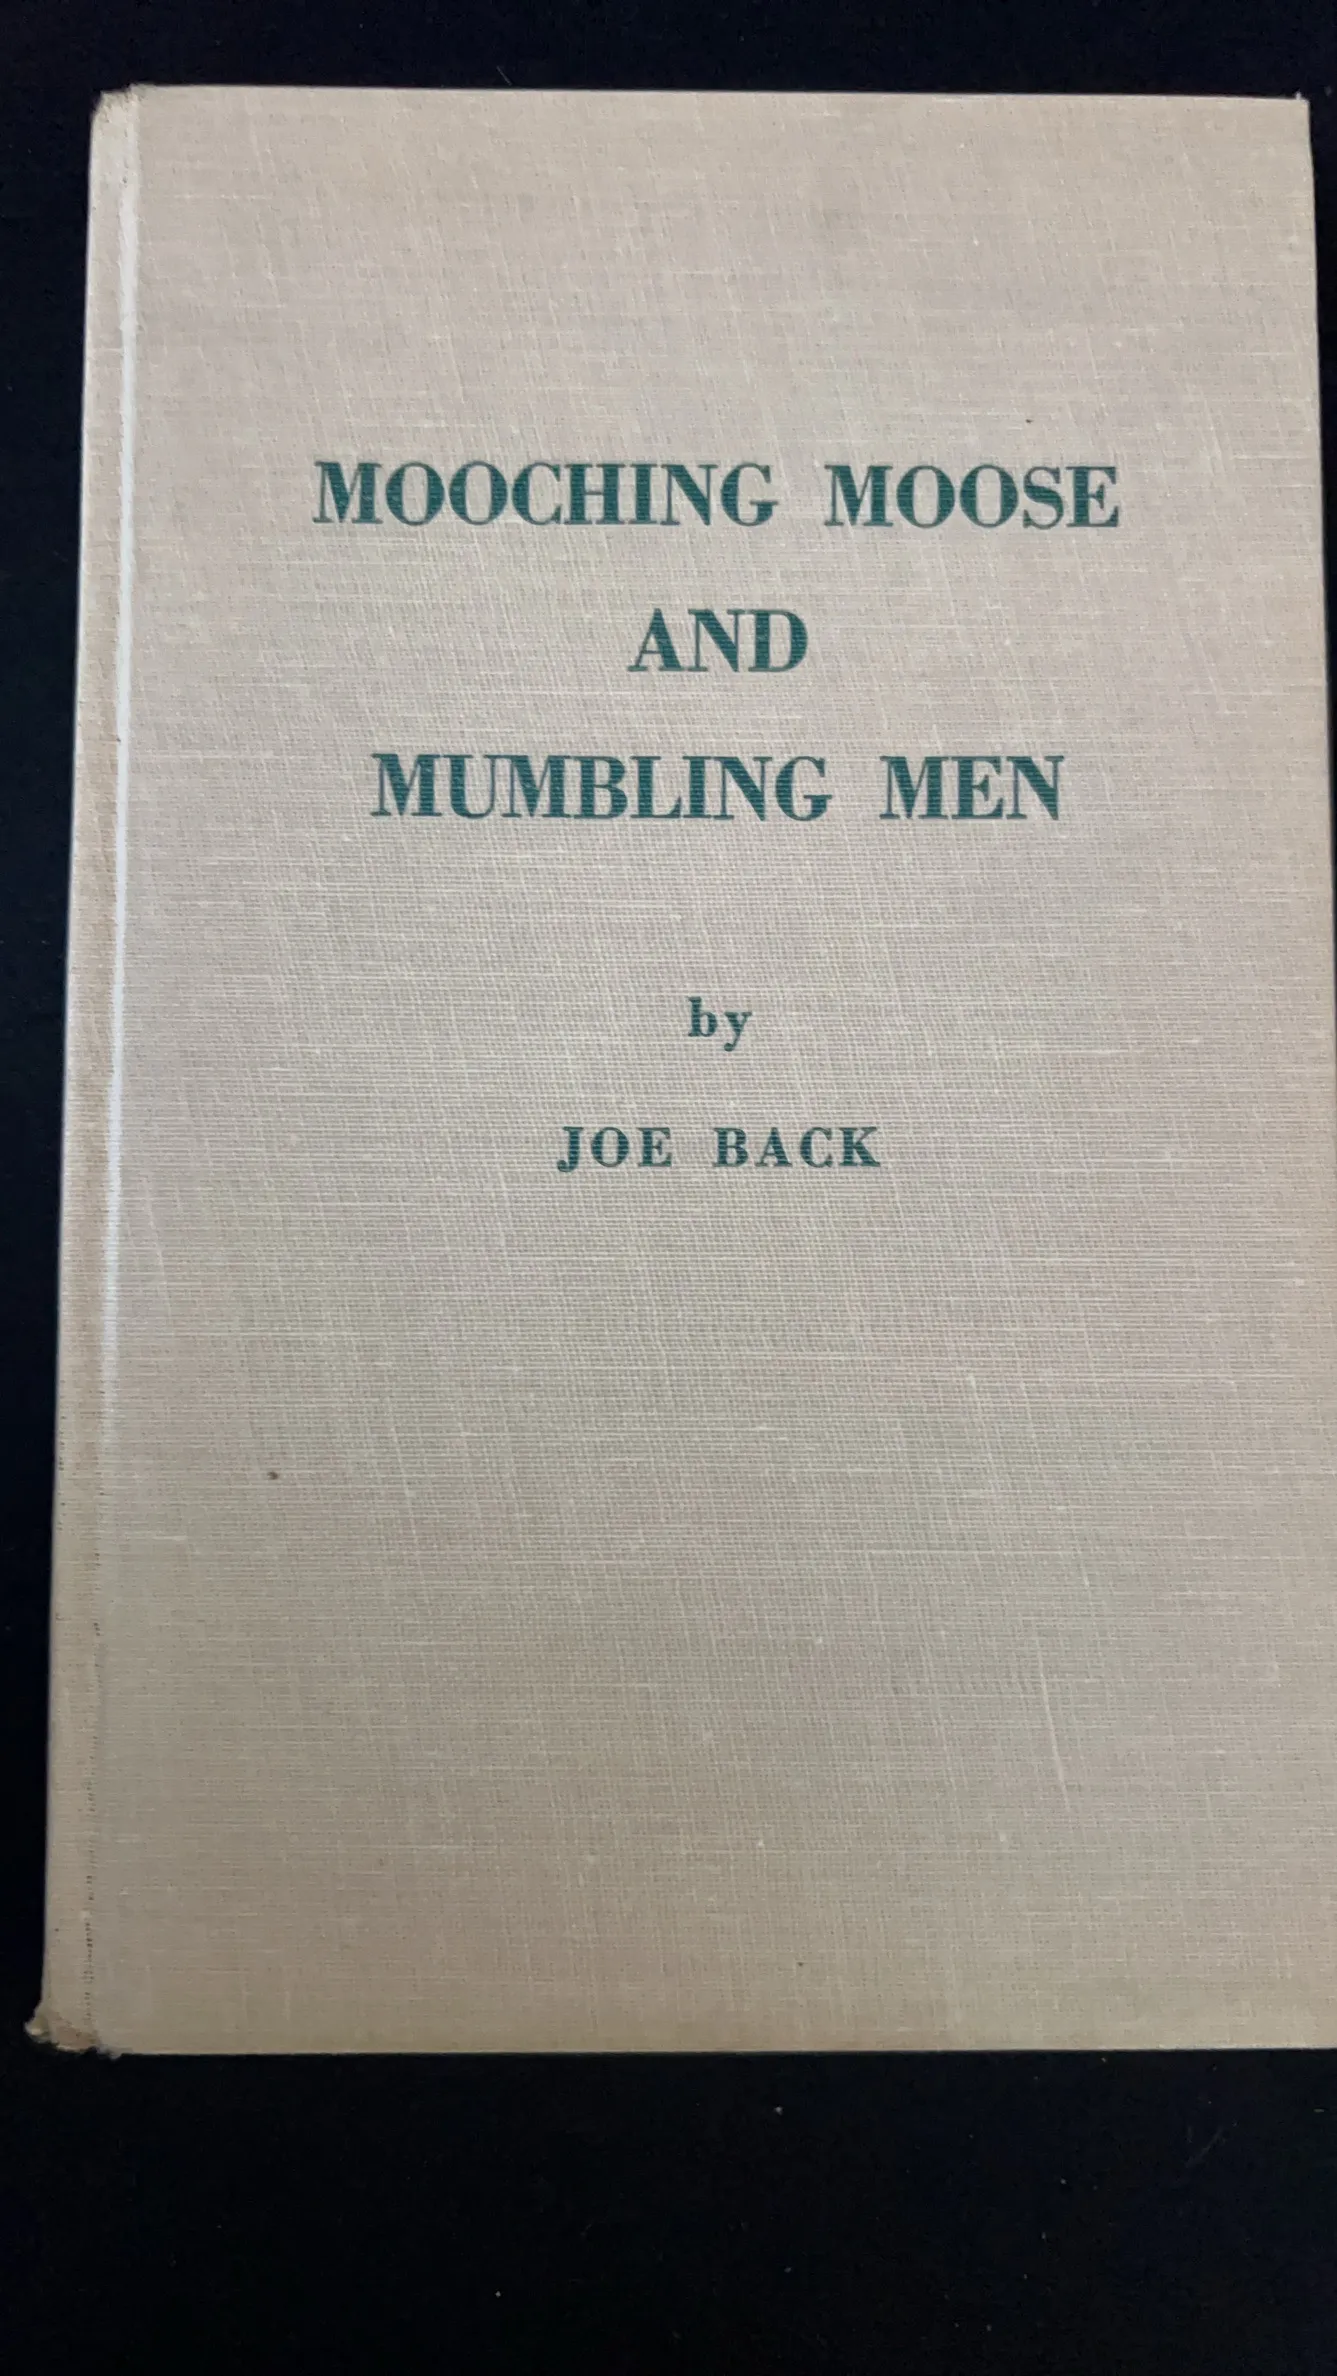 MOOCHING MOOSE
AND
MUMBLING MEN
by
JOE BACK